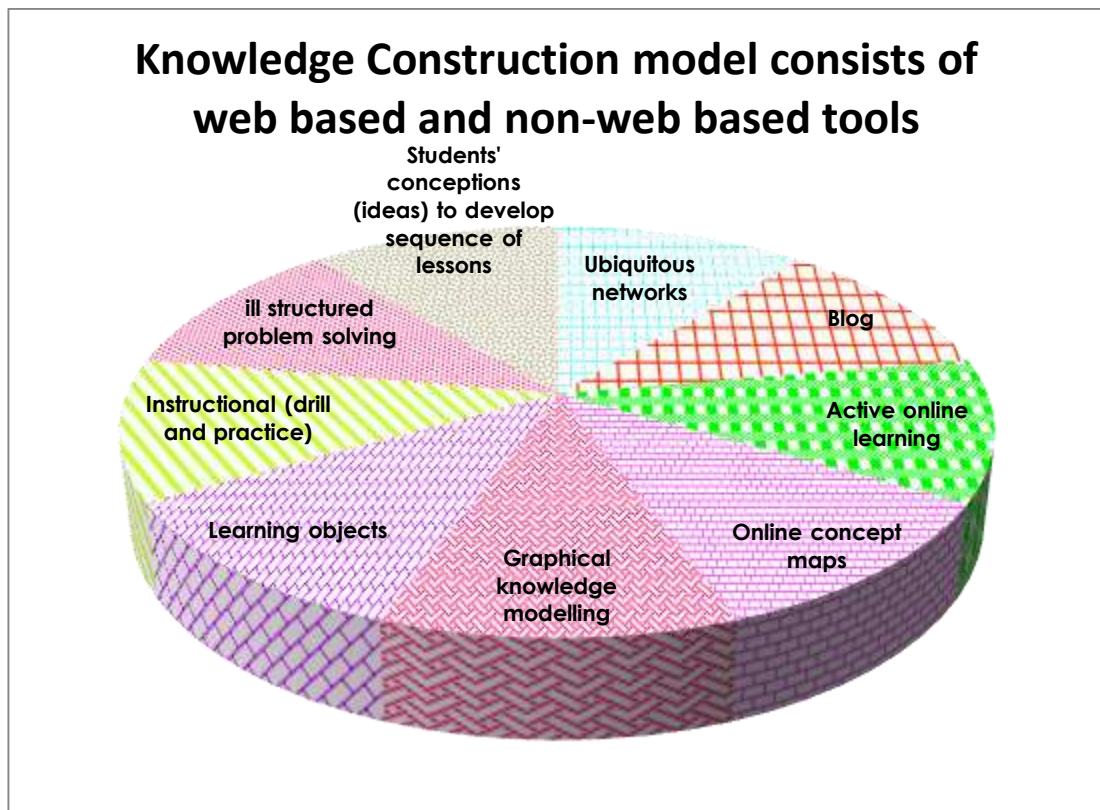 Knowledge Construction model consists of
web based and non-web based tools
Students'
conceptions
(ideas) to develop
sequence of
lessons
Ubiquitous
networks
Blog
ill structured
problem solving
Instructional (drill
and practice)
Active online
learning
Learning objects
Online concept
maps
Graphical
knowledge
modelling